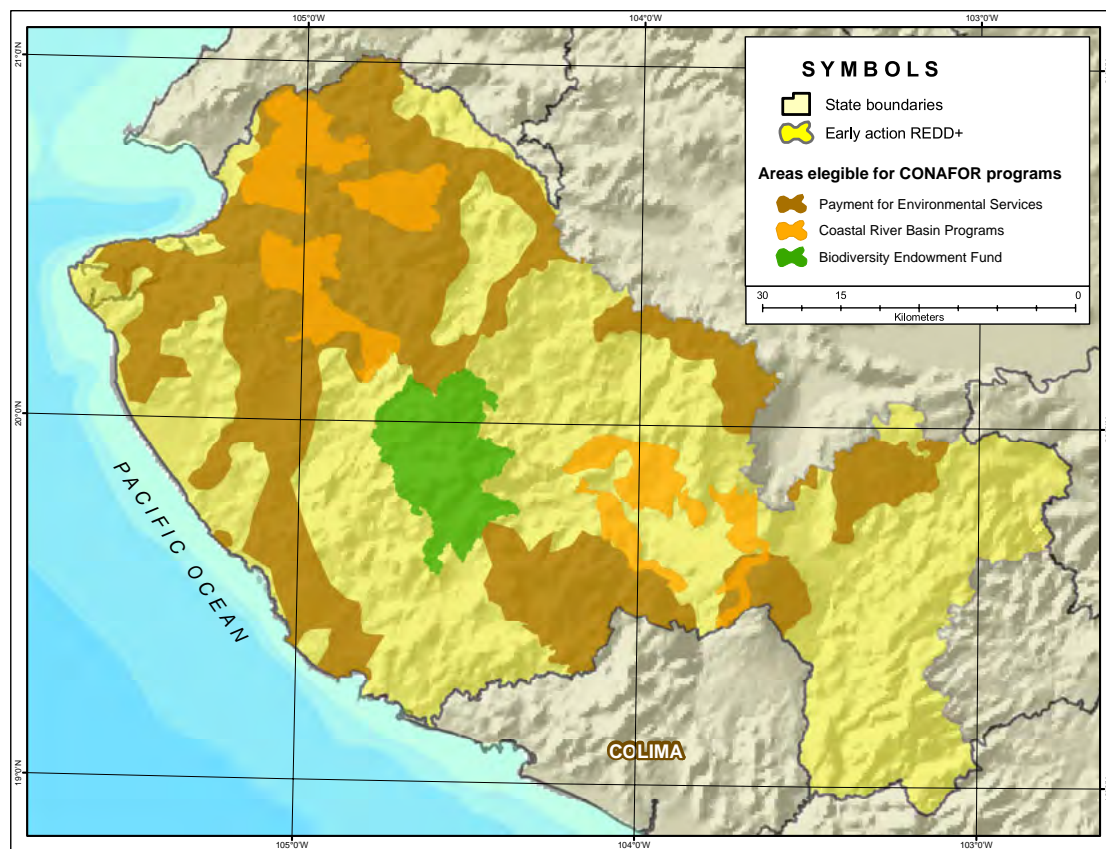 105°0'W 104°0'W 103°0'W
21°0'N
SYMBOLS
State boundaries
Early action REDD+
Areas elegible for CONAFOR programs
Payment for Environmental Services
Coastal River Basin Programs
Biodiversity Endowment Fund
30 15 0
Kilometers
20°0'N
PACIFIC OCEAN
COLIMA
19°0'N
105°0'W 104°0'W 103°0'W